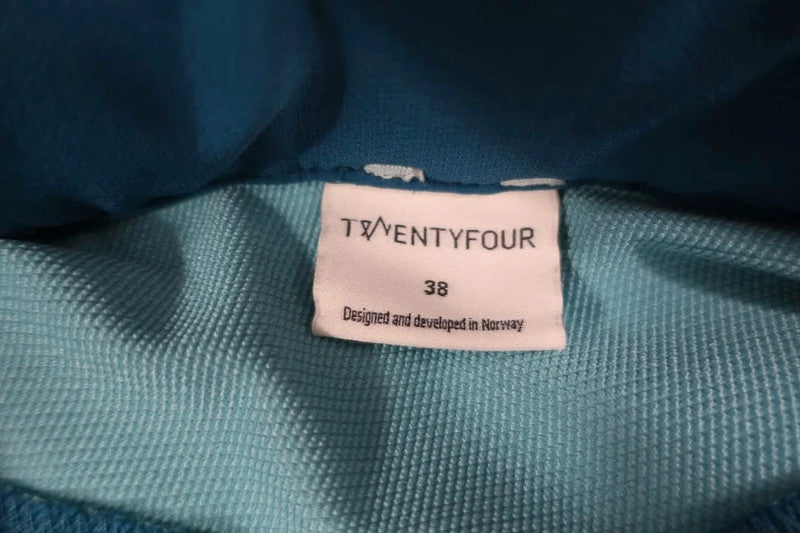 TWENTYFOUR
38
Designed and developed in Norway